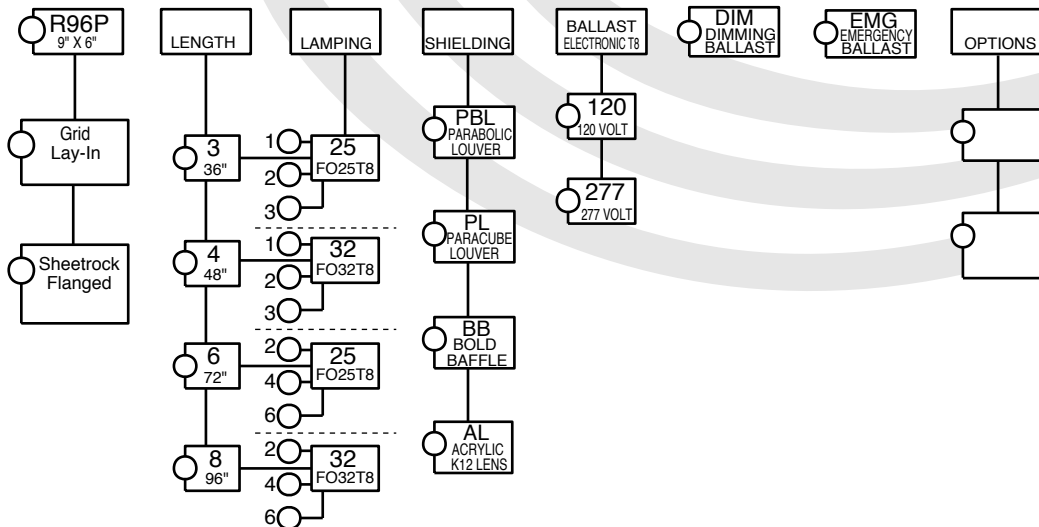 R96P
9" X 6"
Grid
Lay-In
Sheetrock
Flanged
LENGTH
3
36"
4
48"
6
72"
8
96"
LAMPING
1
2
3
25
FO25T8
1
2
3
32
FO32T8
2
4
6
25
FO25T8
2
4
6
32
FO32T8
SHIELDING
PBL
PARABOLIC
LOUVER
PL
PARACUBE
LOUVER
BB
BOLD
BAFFLE
AL
ACRYLIC
K12 LENS
BALLAST
ELECTRONIC T8
120
120 VOLT
277
277 VOLT
DIM
DIMMING
BALLAST
EMG
EMERGENCY
BALLAST
OPTIONS